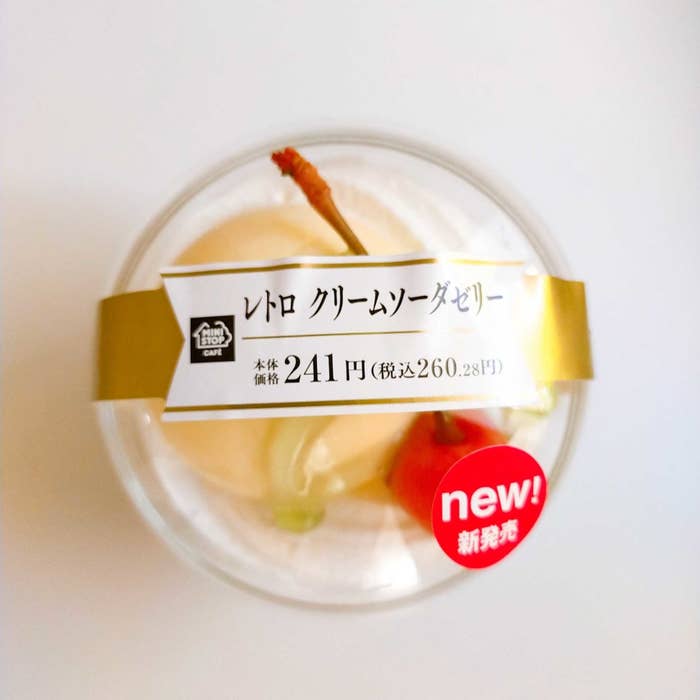 MINI
STOP
CAFÉ
レトロ クリームソーダゼリー
本体
価格 241円(税込260.28円)
new!
新発売